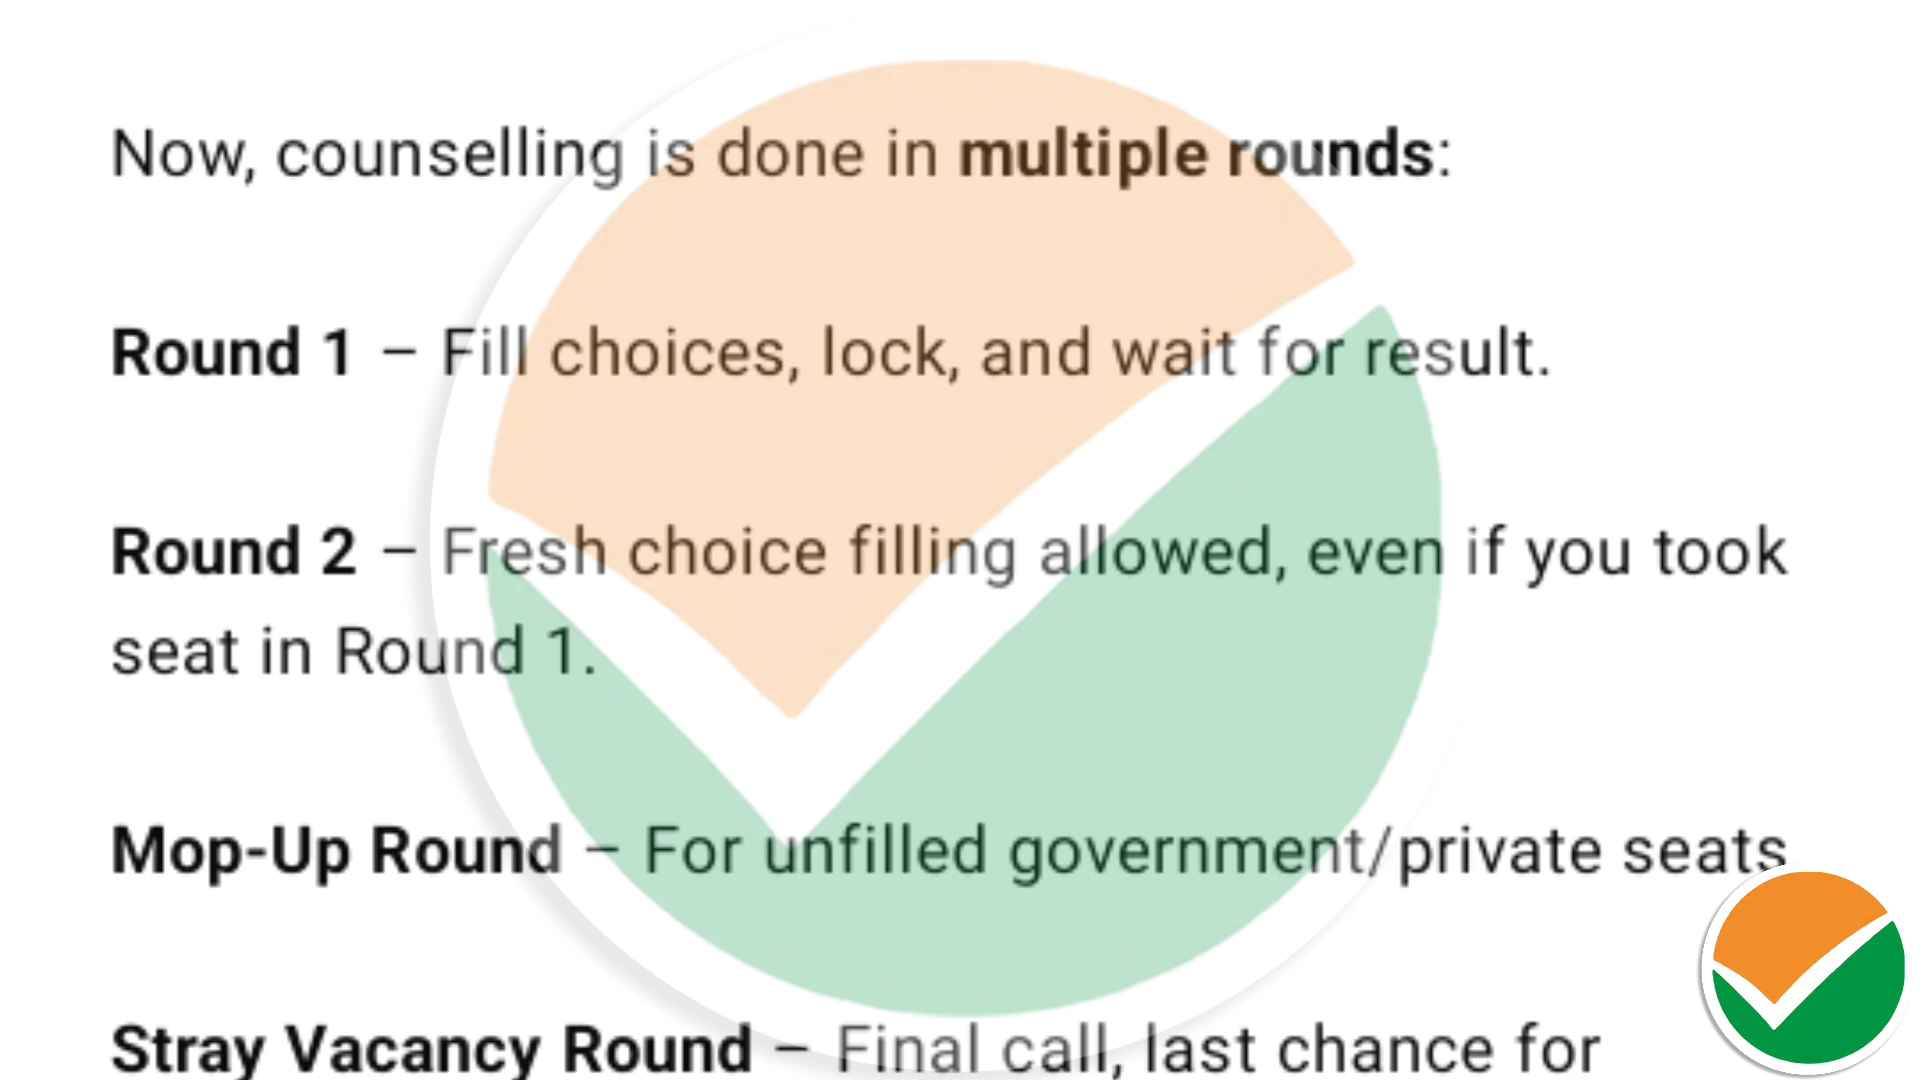 Now, counselling is done in multiple rounds:
Round 1 – Fill choices, lock, and wait for result.
Round 2 – Fresh choice filling allowed, even if you took
seat in Round 1.
Mop-Up Round – For unfilled government/private seats
Stray Vacancy Round – Final call, last chance for